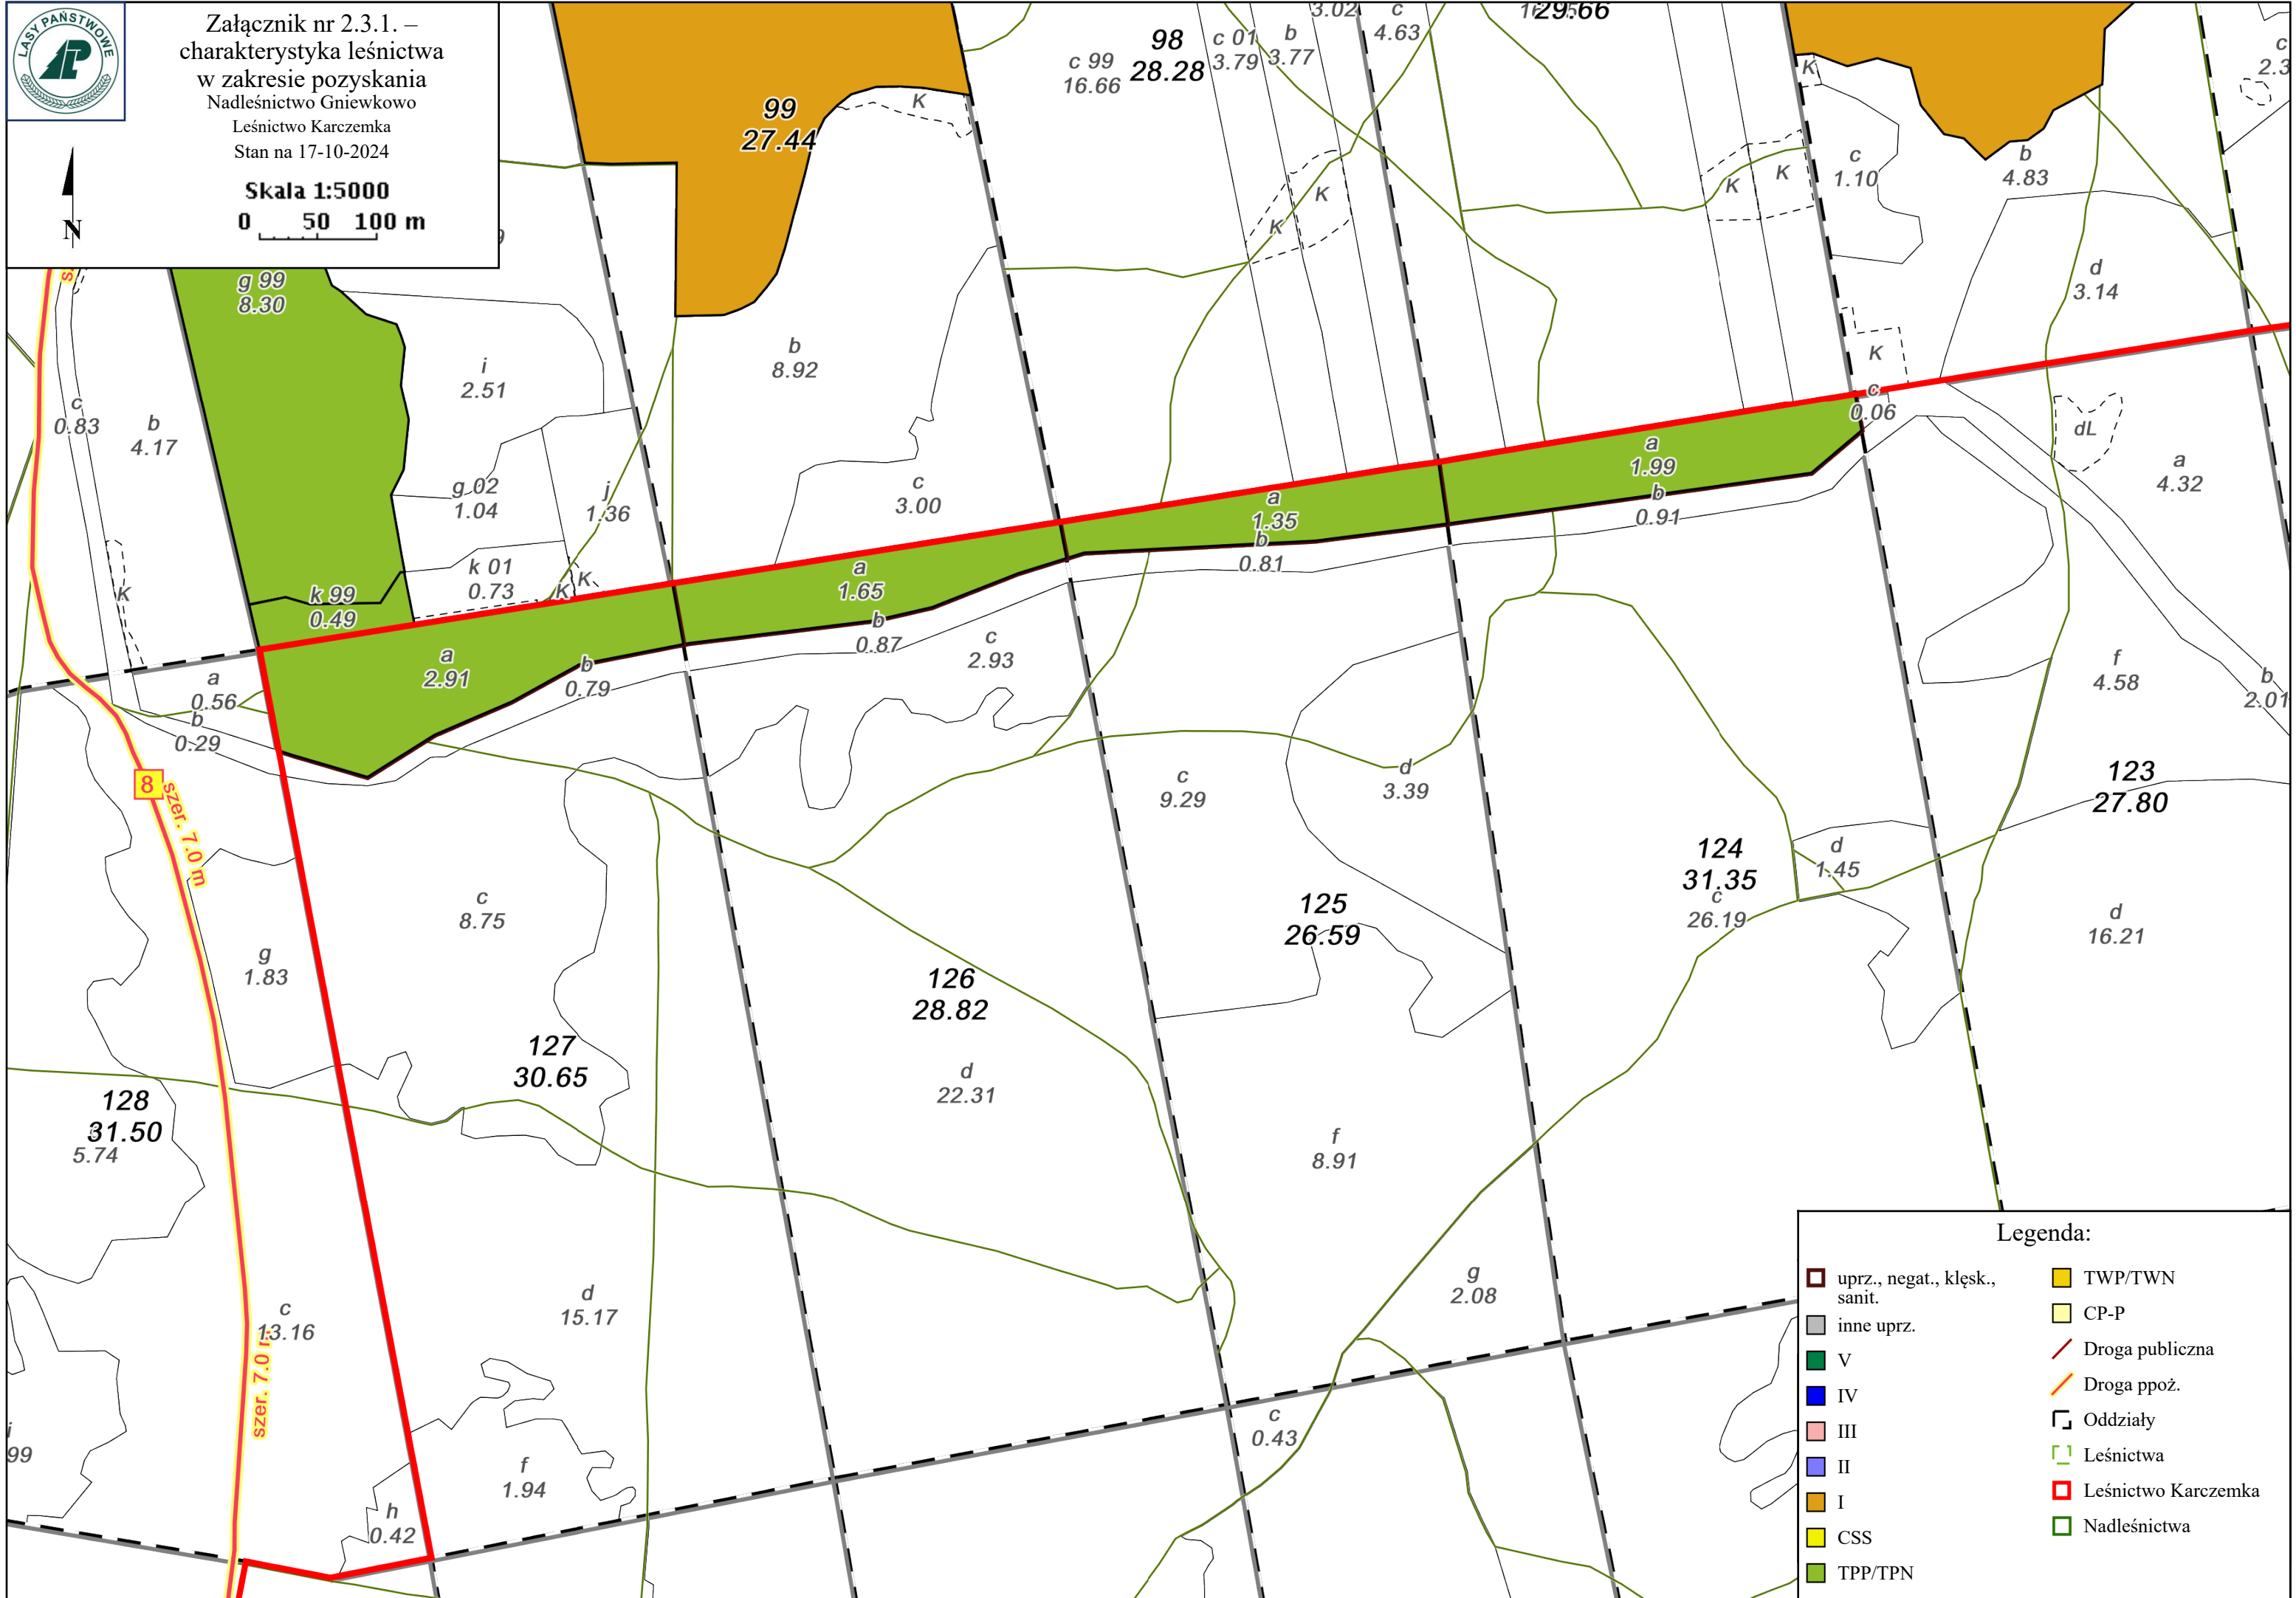 LASY PAŃSTWOWE
Załącznik nr 2.3.1. –
charakterystyka leśnictwa
w zakresie pozyskania
Nadleśnictwo Gniewkowo
Leśnictwo Karczemka
Stan na 17-10-2024
Skala 1:5000
0 50 100 m
N
99
27.44
K
c 99
16.66
98
28.28
c 01
3.79
b
3.77
3.02
c
4.63
29.66
K
K
K
K
K
c
1.10
b
4.83
c
2.3
d
3.14
g 99
8.30
i
2.51
b
8.92
c
0.83
b
4.17
g 02
1.04
j
1.36
c
3.00
k 01
0.73
K
K
K
k 99
0.49
K
c
0.06
dL
a
4.32
a
1.99
b
0.91
a
1.35
b
0.81
a
1.65
b
0.87
a
2.91
b
0.79
c
2.93
a
0.56
b
0.29
f
4.58
b
2.01
8
szer. 7.0 m
c
9.29
d
3.39
123
27.80
124
31.35
c
26.19
d
1.45
d
16.21
c
8.75
g
1.83
125
26.59
126
28.82
d
22.31
127
30.65
128
31.50
5.74
f
8.91
g
2.08
c
13.16
szer. 7.0 m
d
15.17
c
0.43
f
1.94
h
0.42
i
99
Legenda:
uprz., negat., klęsk.,
sanit.
inne uprz.
V
IV
III
II
I
CSS
TPP/TPN
TWP/TWN
CP-P
Droga publiczna
Droga ppoż.
Oddziały
Leśnictwa
Leśnictwo Karczemka
Nadleśnictwa